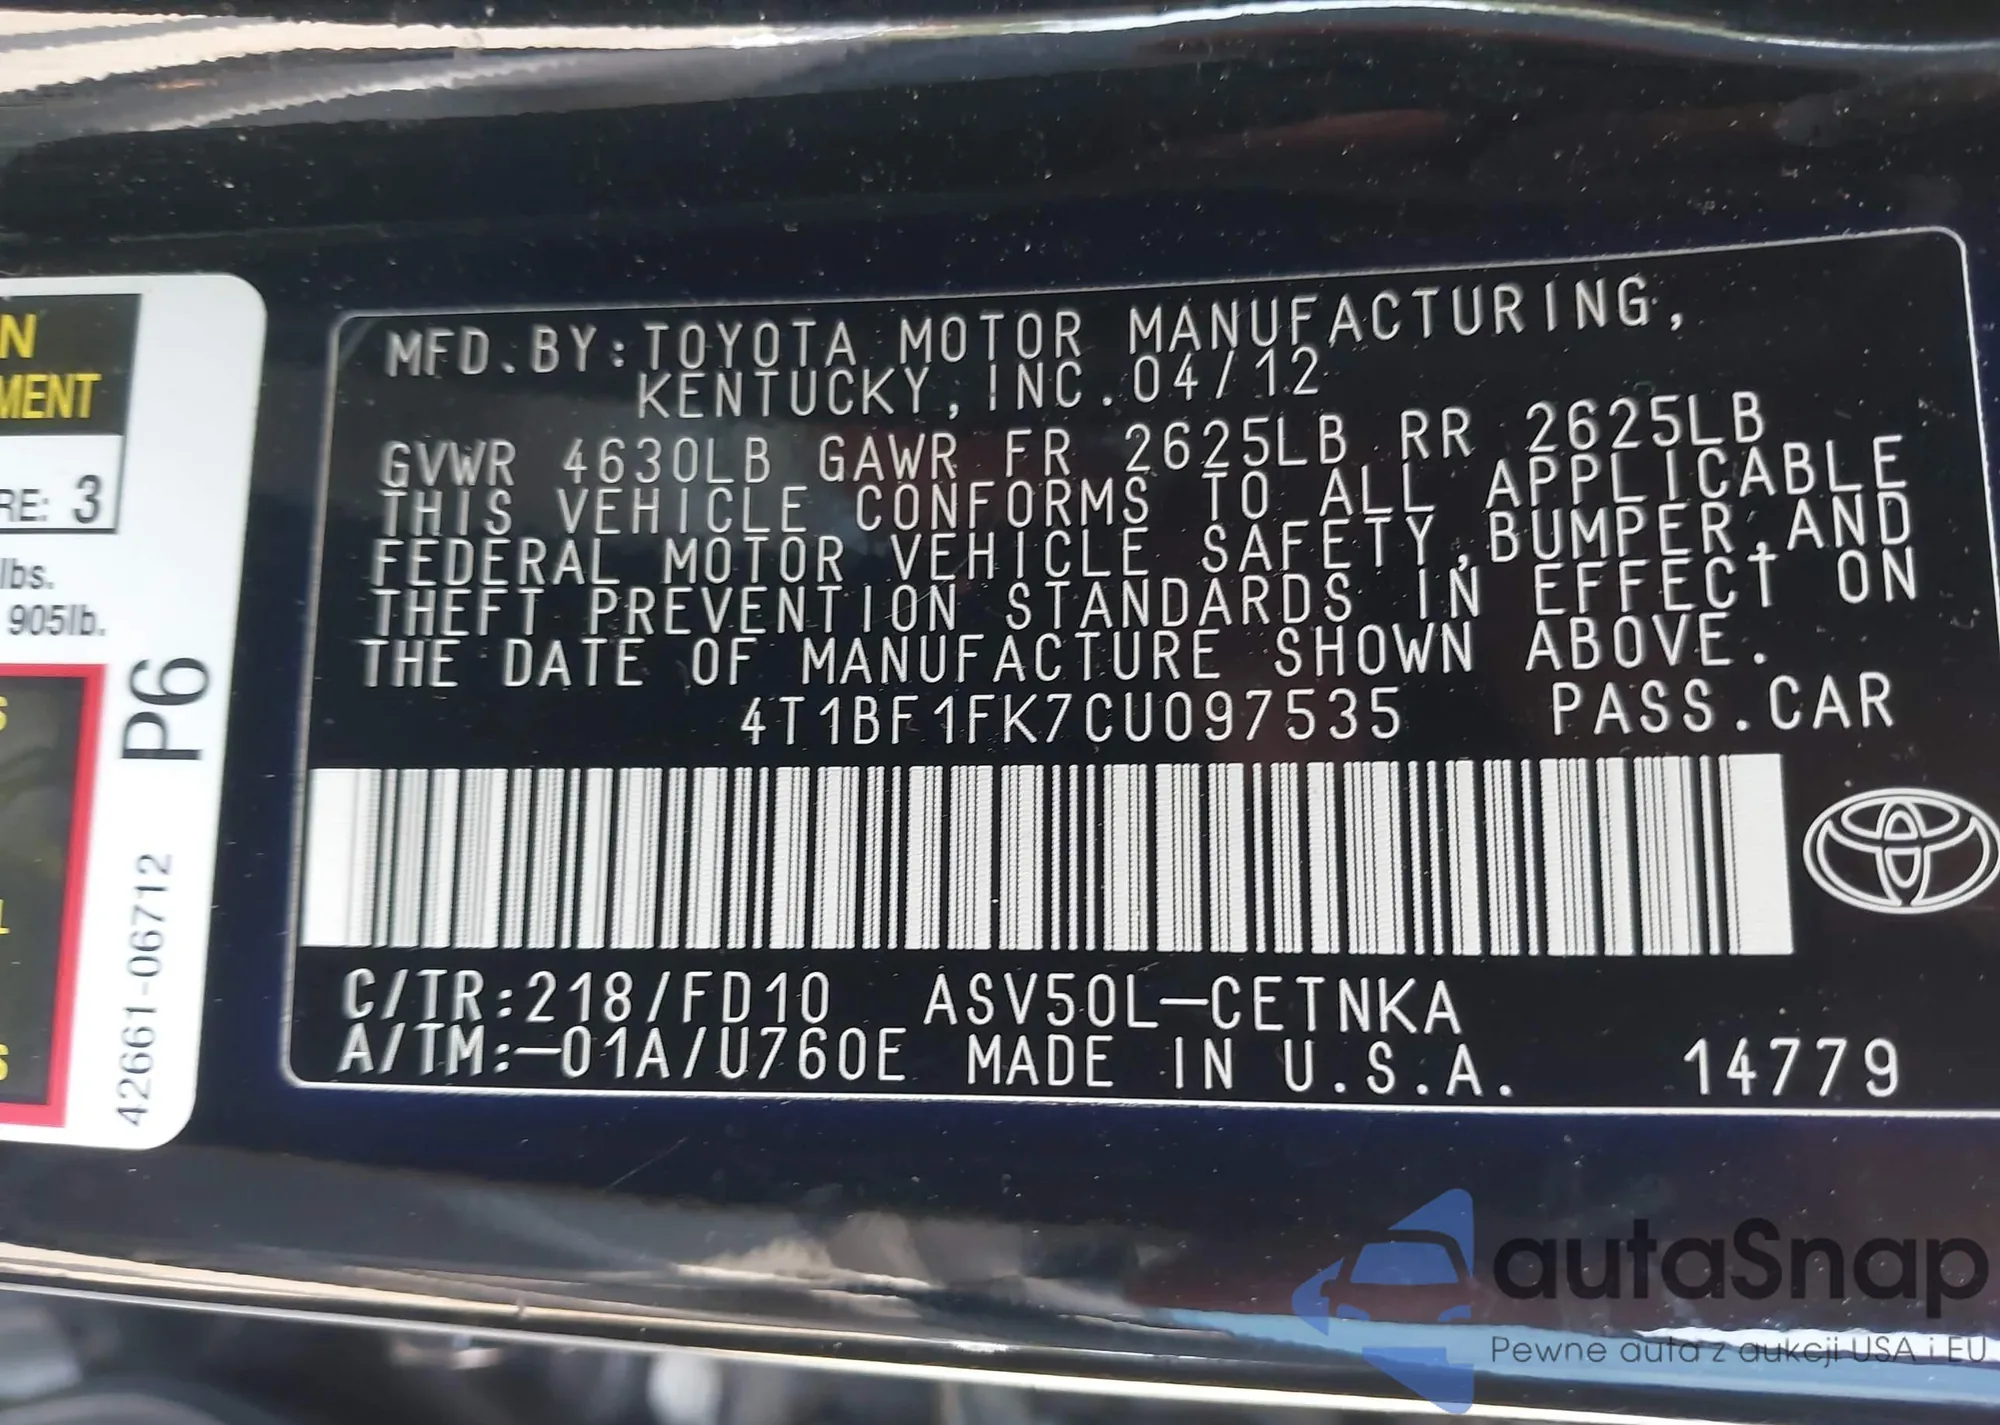 N
MENT
RE: 3
lbs.
905lb.
S
L
S
P6
42661-06712
MFD.BY:TOYOTA MOTOR MANUFACTURING,
KENTUCKY, INC.04/12
GVWR 4630LB GAWR FR 2625LB RR 2625LB
THIS VEHICLE CONFORMS TO ALL APPLICABLE
FEDERAL MOTOR VEHICLE SAFETY,BUMPER,AND
THEFT PREVENTION STANDARDS IN EFFECT ON
THE DATE OF MANUFACTURE SHOWN ABOVE.
4T1BF1FK7CU097535 PASS.CAR
C/TR:218/FD10 ASV50L-CETNKA
A/TM:-01A/U760E MADE IN U.S.A. 14779
autaSnap
Pewne auta z aukcji USA i EU